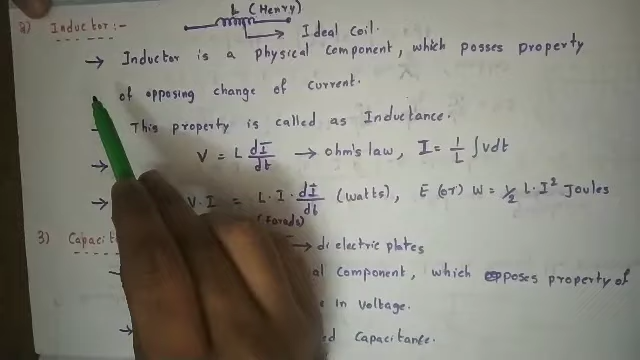 L (Henry)
2) Inductor :-
Ideal coil.
→ Inductor is a physical component, which posses property
of opposing change of current.
→ This property is called as Inductance.
→ V = L dI/dt → ohm's law, I = 1/L ∫vdt
→ V.I = L.I.dI/dt (watts), E (or) W = 1/2 L.I² Joules
(Farads)
3) Capacit → dielectric plates
component, which opposes property of
in voltage.
capacitance.